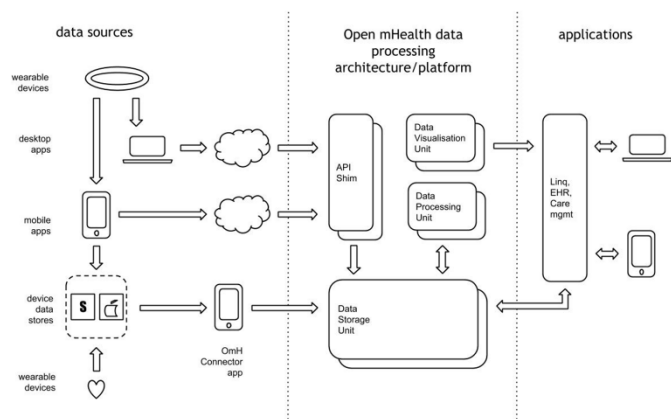 data sources
Open mHealth data
processing
architecture/platform
applications
wearable
devices
desktop
apps
mobile
apps
device
data
stores
wearable
devices
S
OmH
Connector
app
API
Shim
Data
Visualisation
Unit
Data
Processing
Unit
Data
Storage
Unit
Linq,
EHR,
Care
mgmt